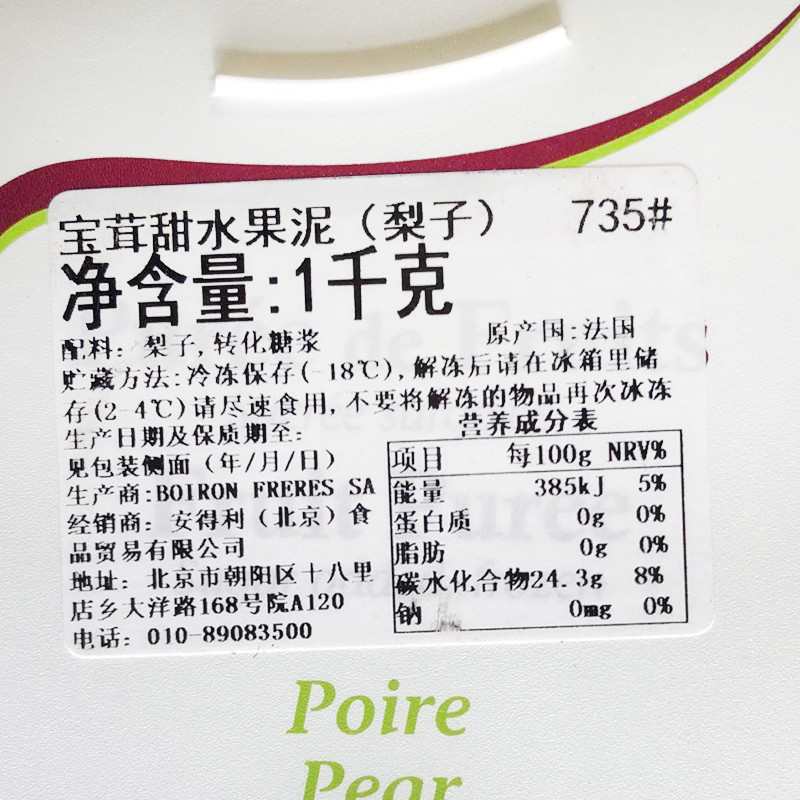 宝茸甜水果泥（梨子） 735#
净含量:1千克
原产国:法国
配料: 梨子,转化糖浆
贮藏方法:冷冻保存(-18℃),解冻后请在冰箱里储
存(2-4℃)请尽速食用,不要将解冻的物品再次冰冻
生产日期及保质期至:
见包装侧面（年/月/日）
生产商:BOIRON FRERES SA
经销商: 安得利（北京）食
品贸易有限公司
地址: 北京市朝阳区十八里
店乡大洋路168号院A120
电话: 010-89083500
营养成分表
项目 每100g NRV%
能量 385kJ 5%
蛋白质 0g 0%
脂肪 0g 0%
碳水化合物24.3g 8%
钠 0mg 0%
Poire
Pear